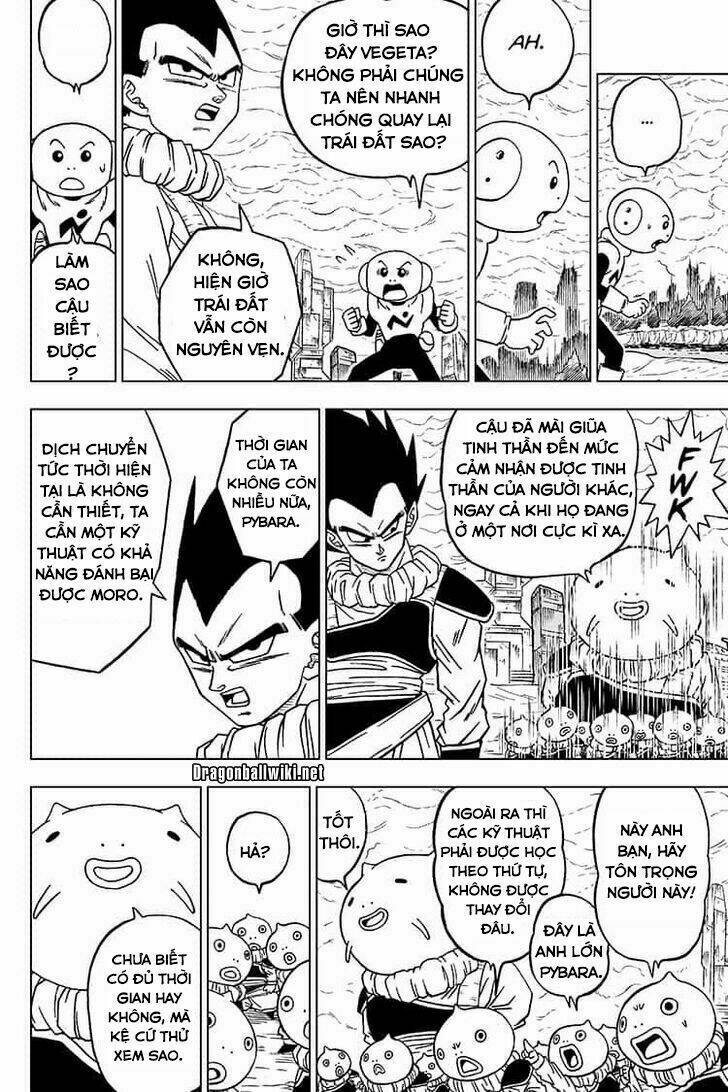 ...
AH.
GIỜ THÌ SAO
ĐÂY VEGETA?
KHÔNG PHẢI CHÚNG
TA NÊN NHANH
CHÓNG QUAY LẠI
TRÁI ĐẤT SAO?
KHÔNG,
HIỆN GIỜ
TRÁI ĐẤT
VẪN CÒN
NGUYÊN VẸN.
LÀM
SAO
CẬU
BIẾT
ĐƯỢC
?
FWK
CẬU ĐÃ MÀI GIŨA
TINH THẦN ĐẾN MỨC
CẢM NHẬN ĐƯỢC TINH
THẦN CỦA NGƯỜI KHÁC,
NGAY CẢ KHI HỌ ĐANG
Ở MỘT NƠI CỰC KÌ XA.
THỜI GIAN
CỦA TA
KHÔNG CÒN
NHIỀU NỮA,
PYBARA.
DỊCH CHUYỂN
TỨC THỜI HIỆN
TẠI LÀ KHÔNG
CẦN THIẾT, TA
CẦN MỘT KỸ
THUẬT CÓ KHẢ
NĂNG ĐÁNH BẠI
ĐƯỢC MORO.
Dragonballwiki.net
NÀY ANH
BẠN, HÃY
TÔN TRỌNG
NGƯỜI NÀY!
ĐÂY LÀ
ANH LỚN
PYBARA.
NGOÀI RA THÌ
CÁC KỸ THUẬT
PHẢI ĐƯỢC HỌC
THEO THỨ TỰ,
KHÔNG ĐƯỢC
THAY ĐỔI
ĐÂU.
TỐT
THÔI.
HẢ?
CHƯA BIẾT
CÓ ĐỦ THỜI
GIAN HAY
KHÔNG, MÀ
KỆ CỨ THỬ
XEM SAO.